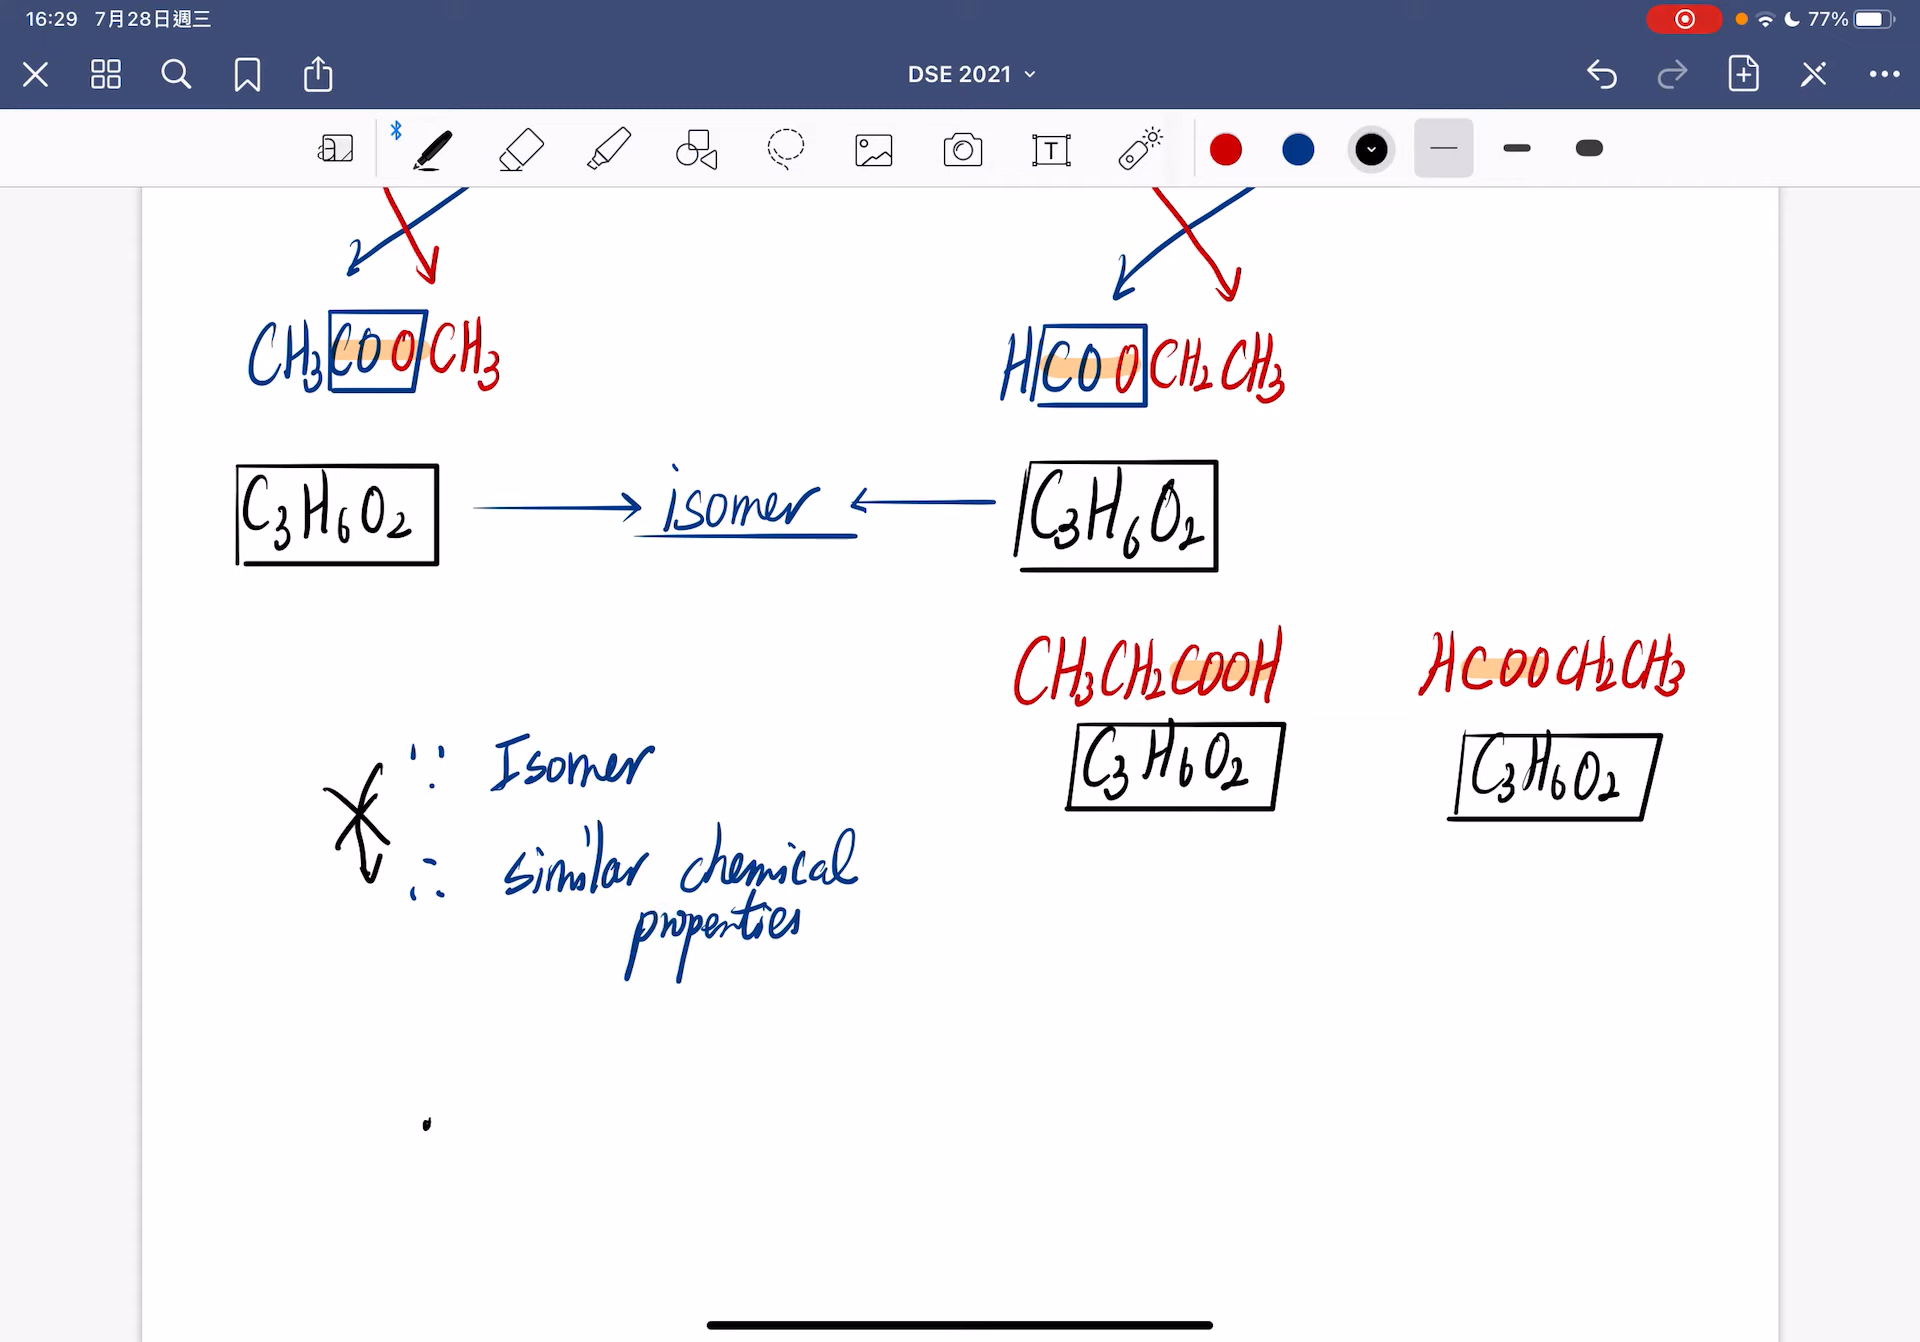 16:29 7月28日週三
77%
DSE 2021
a
T
CH₃COOCH₃
HCOOCH₂CH₃
C₃H₆O₂
isomer
C₃H₆O₂
CH₃CH₂COOH
HCOOCH₂CH₃
C₃H₆O₂
C₃H₆O₂
∵ Isomer
∴ similar chemical
properties